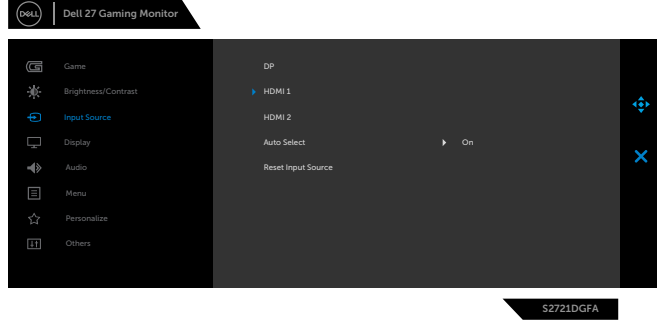 DELL
Dell 27 Gaming Monitor
Game
DP
Brightness/Contrast
HDMI 1
Input Source
HDMI 2
Display
Auto Select
On
Audio
Reset Input Source
Menu
Personalize
Others
S2721DGFA